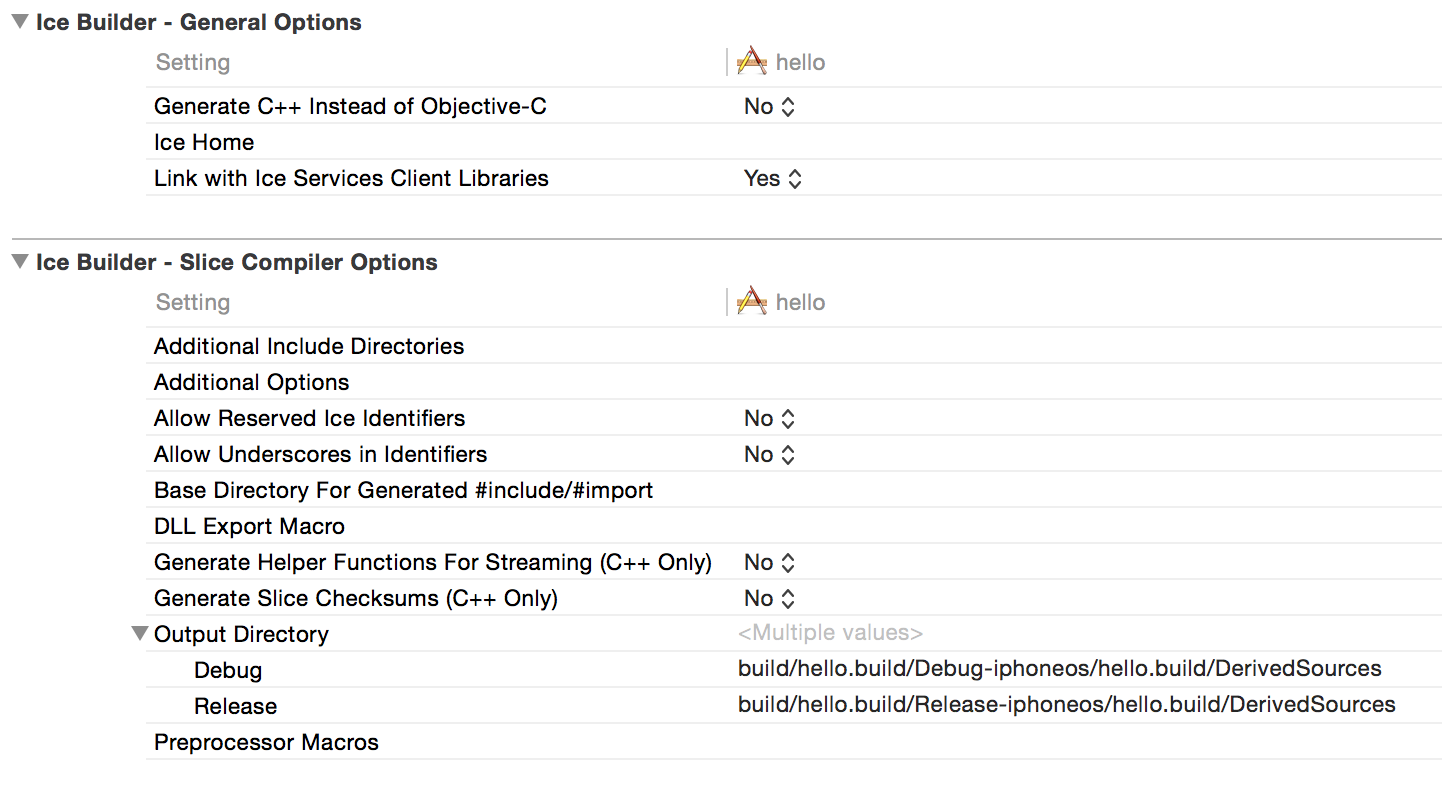 Ice Builder - General Options
Setting hello
Generate C++ Instead of Objective-C No
Ice Home
Link with Ice Services Client Libraries Yes
Ice Builder - Slice Compiler Options
Setting hello
Additional Include Directories
Additional Options
Allow Reserved Ice Identifiers No
Allow Underscores in Identifiers No
Base Directory For Generated #include/#import
DLL Export Macro
Generate Helper Functions For Streaming (C++ Only) No
Generate Slice Checksums (C++ Only) No
Output Directory <Multiple values>
Debug build/hello.build/Debug-iphoneos/hello.build/DerivedSources
Release build/hello.build/Release-iphoneos/hello.build/DerivedSources
Preprocessor Macros